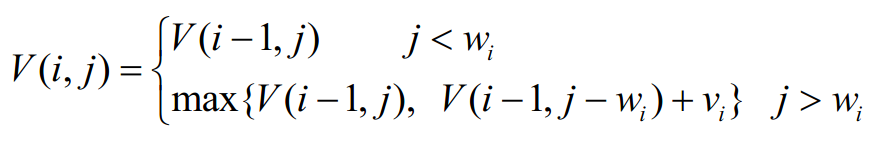 V(i, j) = { V(i−1, j)   j < wᵢ
max{V(i−1, j), V(i−1, j−wᵢ)+vᵢ}   j > wᵢ